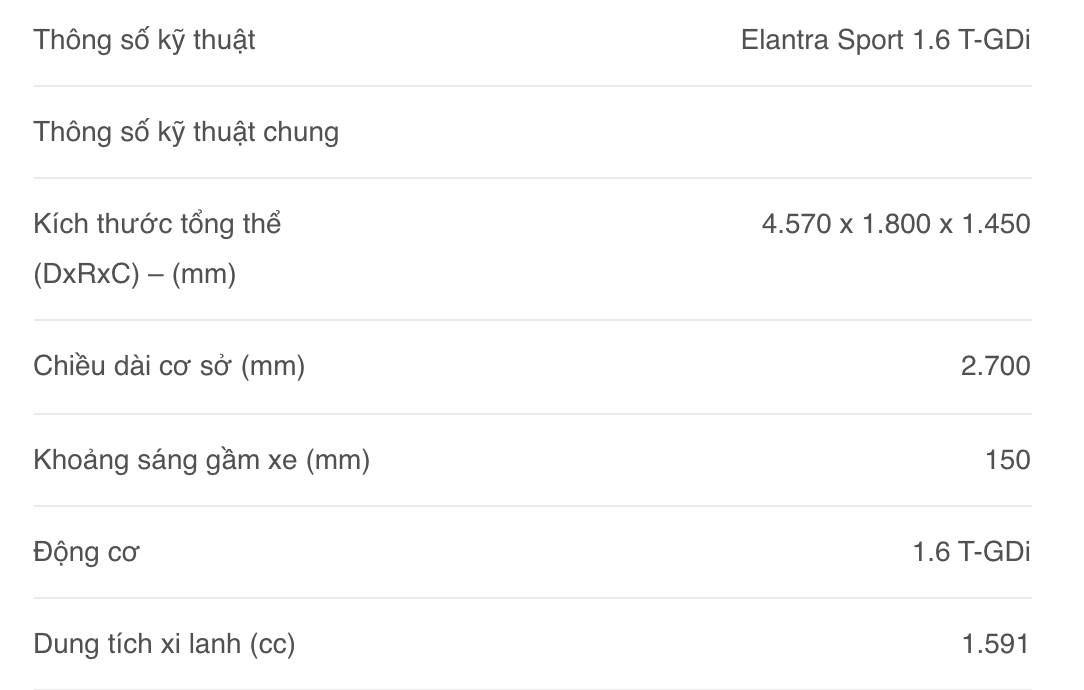 Thông số kỹ thuật Elantra Sport 1.6 T-GDi
Thông số kỹ thuật chung
Kích thước tổng thể 4.570 x 1.800 x 1.450
(DxRxC) – (mm)
Chiều dài cơ sở (mm) 2.700
Khoảng sáng gầm xe (mm) 150
Động cơ 1.6 T-GDi
Dung tích xi lanh (cc) 1.591